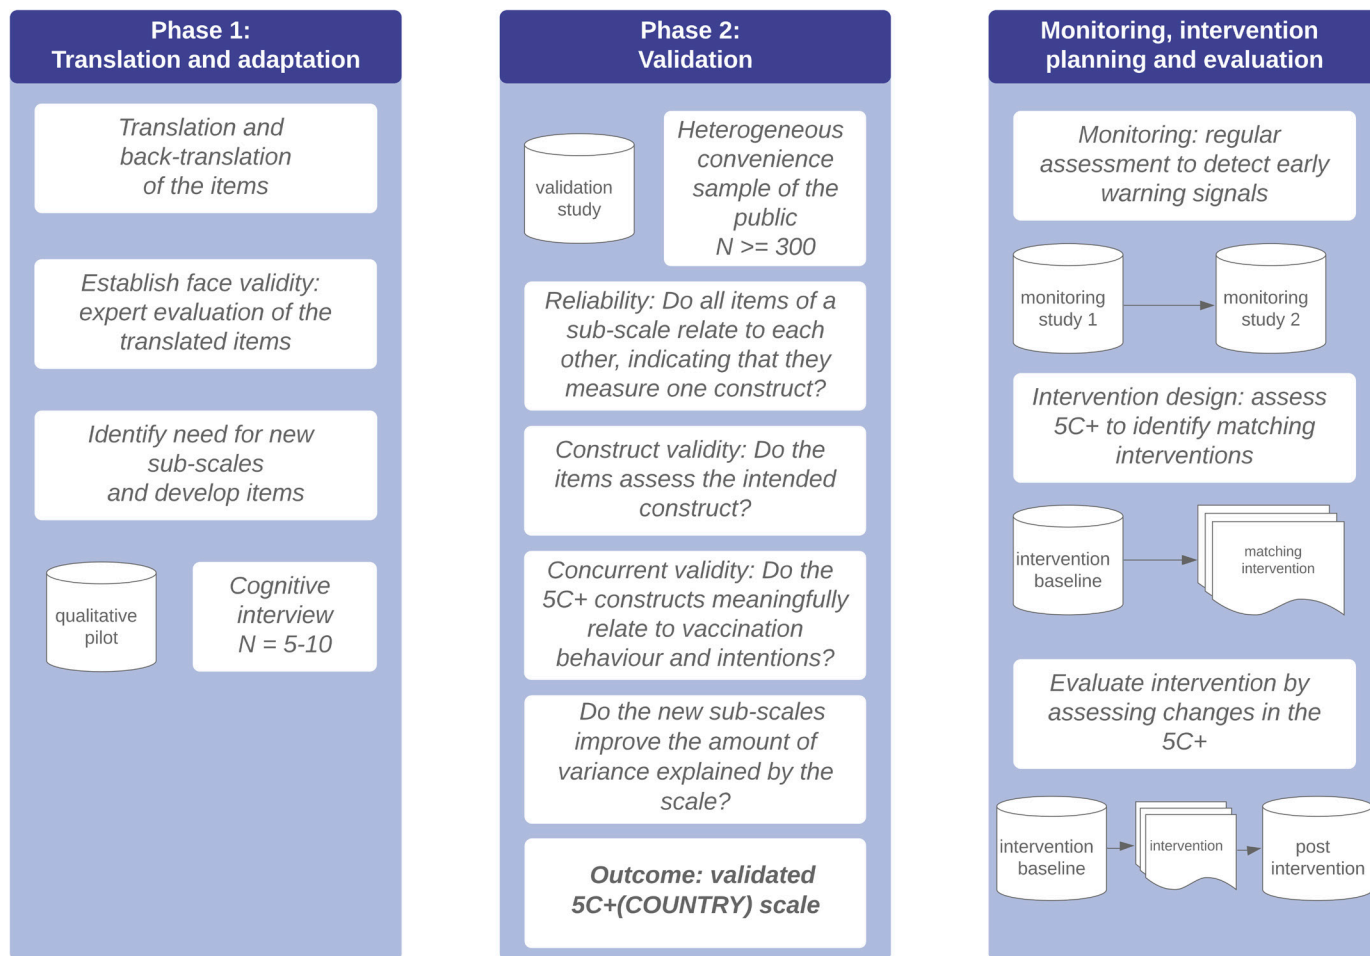 Phase 1:
Translation and adaptation
Translation and
back-translation
of the items
Establish face validity:
expert evaluation of the
translated items
Identify need for new
sub-scales
and develop items
qualitative
pilot
Cognitive
interview
N = 5-10
Phase 2:
Validation
validation
study
Heterogeneous
convenience
sample of the
public
N >= 300
Reliability: Do all items of a
sub-scale relate to each
other, indicating that they
measure one construct?
Construct validity: Do the
items assess the intended
construct?
Concurrent validity: Do the
5C+ constructs meaningfully
relate to vaccination
behaviour and intentions?
Do the new sub-scales
improve the amount of
variance explained by the
scale?
Outcome: validated
5C+(COUNTRY) scale
Monitoring, intervention
planning and evaluation
Monitoring: regular
assessment to detect early
warning signals
monitoring
study 1
monitoring
study 2
Intervention design: assess
5C+ to identify matching
interventions
intervention
baseline
matching
intervention
Evaluate intervention by
assessing changes in the
5C+
intervention
baseline
intervention
post
intervention